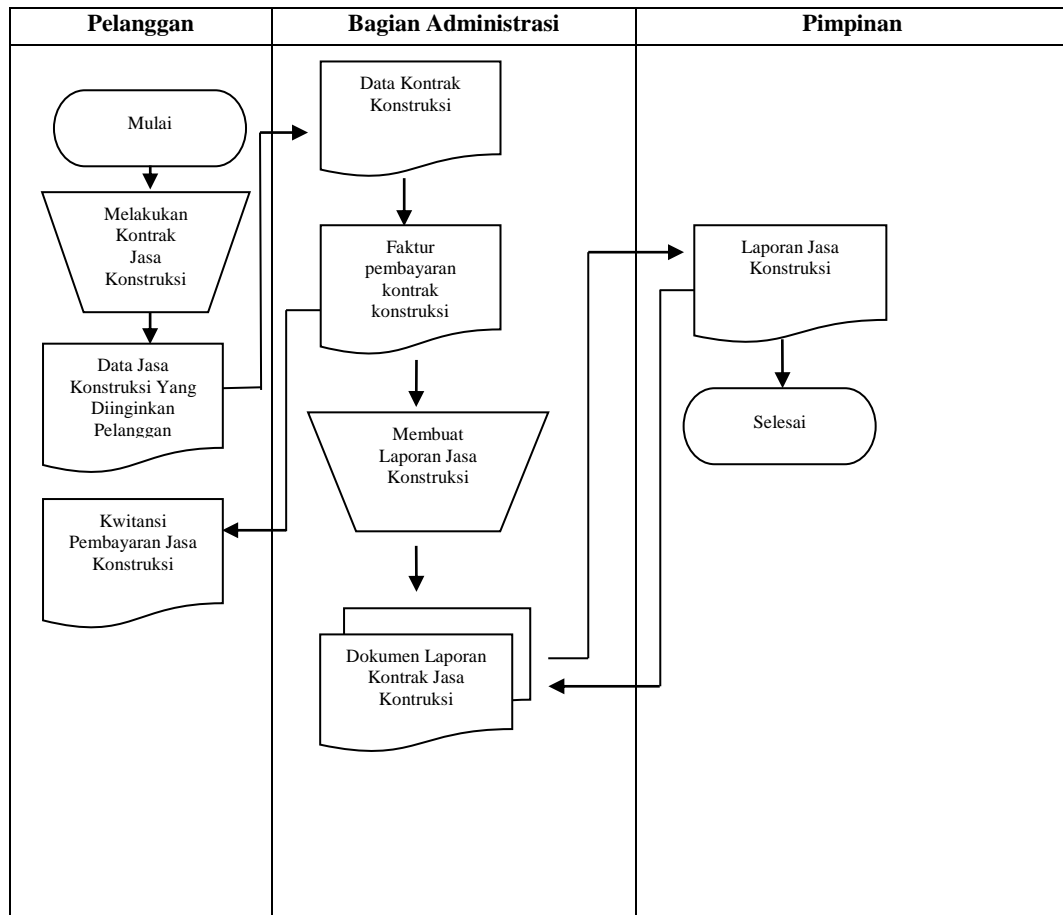 Pelanggan
Bagian Administrasi
Pimpinan
Mulai
Melakukan
Kontrak
Jasa
Konstruksi
Data Jasa
Konstruksi Yang
Diinginkan
Pelanggan
Kwitansi
Pembayaran Jasa
Konstruksi
Data Kontrak
Konstruksi
Faktur
pembayaran
kontrak
konstruksi
Membuat
Laporan Jasa
Konstruksi
Dokumen Laporan
Kontrak Jasa
Kontruksi
Laporan Jasa
Konstruksi
Selesai